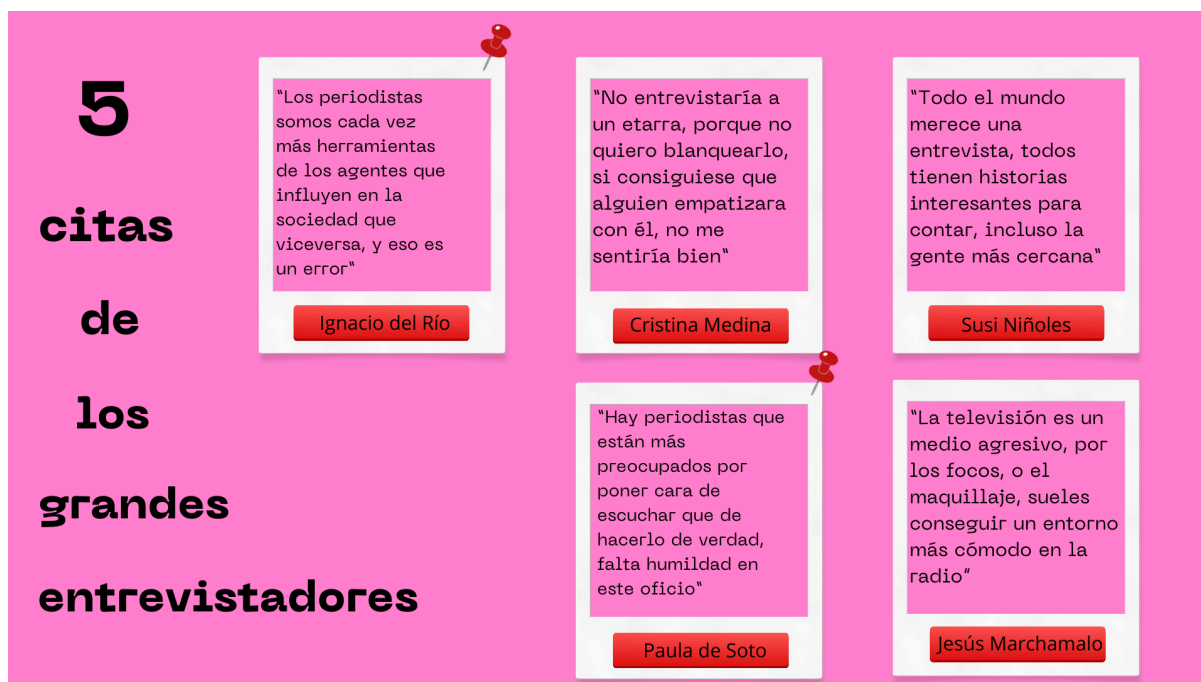 5
citas
de
los
grandes
entrevistadores
“Los periodistas
somos cada vez
más herramientas
de los agentes que
influyen en la
sociedad que
viceversa, y eso es
un error“
Ignacio del Río
“No entrevistaría a
un etarra, porque no
quiero blanquearlo,
si consiguiese que
alguien empatizara
con él, no me
sentiría bien“
Cristina Medina
“Todo el mundo
merece una
entrevista, todos
tienen historias
interesantes para
contar, incluso la
gente más cercana“
Susi Niñoles
“Hay periodistas que
están más
preocupados por
poner cara de
escuchar que de
hacerlo de verdad,
falta humildad en
este oficio“
Paula de Soto
“La televisión es un
medio agresivo, por
los focos, o el
maquillaje, sueles
conseguir un entorno
más cómodo en la
radio”
Jesús Marchamalo